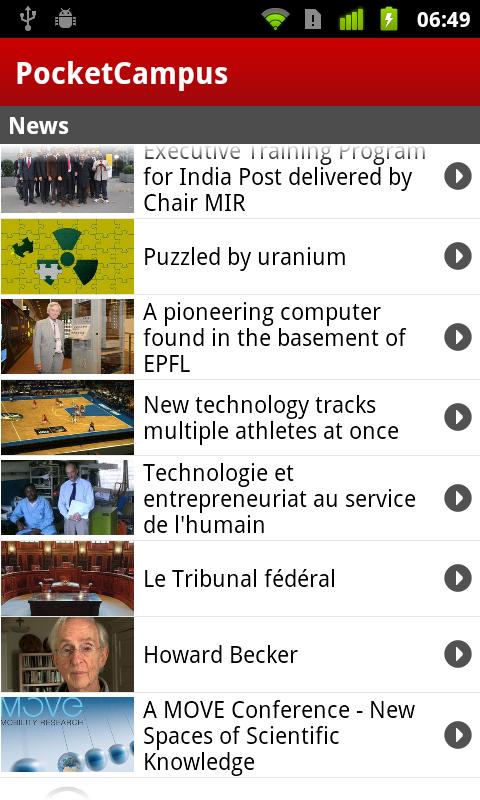 06:49
PocketCampus
News
Executive Training Program
for India Post delivered by
Chair MIR
Puzzled by uranium
A pioneering computer
found in the basement of
EPFL
New technology tracks
multiple athletes at once
Technologie et
entrepreneuriat au service
de l'humain
Le Tribunal fédéral
Howard Becker
MOVE
MOBILITY RESEARCH
A MOVE Conference - New
Spaces of Scientific
Knowledge